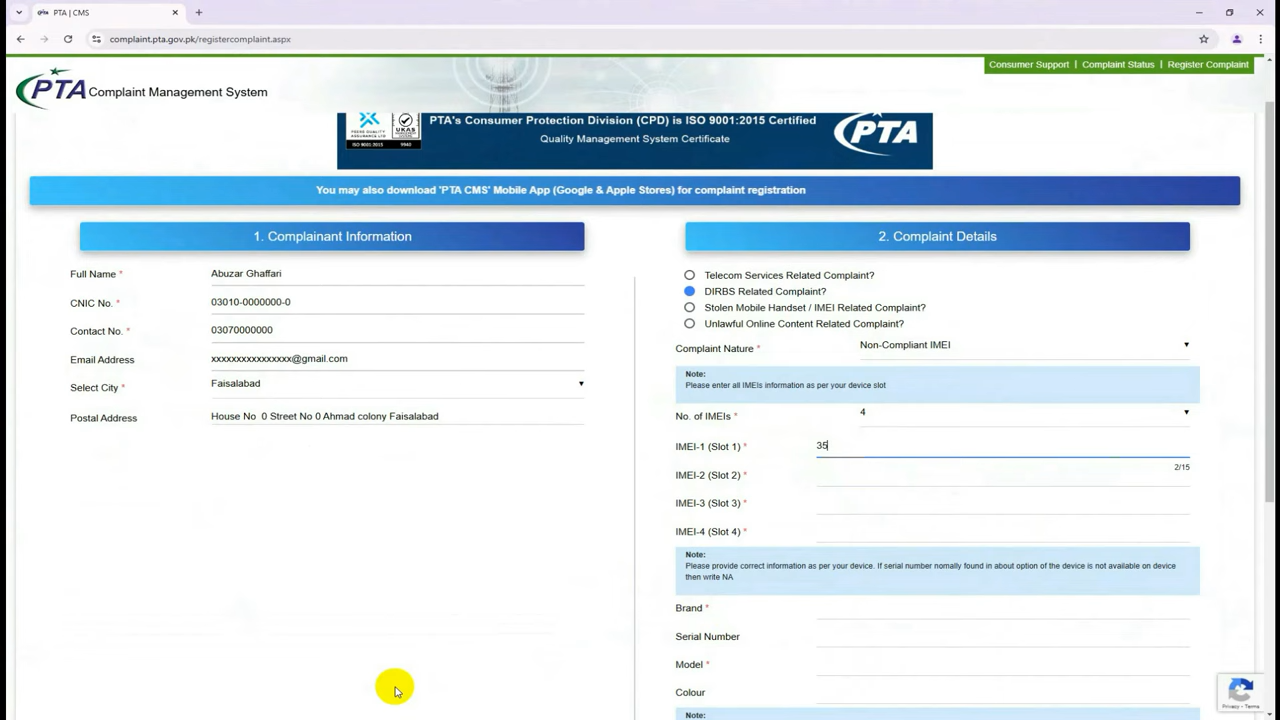 PTA | CMS
complaint.pta.gov.pk/registercomplaint.aspx
Consumer Support | Complaint Status | Register Complaint
PTA Complaint Management System
PTA's Consumer Protection Division (CPD) is ISO 9001:2015 Certified
Quality Management System Certificate
UKAS
ISO 9001:2015
PTA
You may also download 'PTA CMS' Mobile App (Google & Apple Stores) for complaint registration
1. Complainant Information
Full Name * Abuzar Ghaffari
CNIC No. * 03010-0000000-0
Contact No. * 03070000000
Email Address xxxxxxxxxxxxxxxx@gmail.com
Select City * Faisalabad
Postal Address House No 0 Street No 0 Ahmad colony Faisalabad
2. Complaint Details
Telecom Services Related Complaint?
DIRBS Related Complaint?
Stolen Mobile Handset / IMEI Related Complaint?
Unlawful Online Content Related Complaint?
Complaint Nature * Non-Compliant IMEI
Note:
Please enter all IMEIs information as per your device slot
No. of IMEIs * 4
IMEI-1 (Slot 1) * 35
2/15
IMEI-2 (Slot 2) *
IMEI-3 (Slot 3) *
IMEI-4 (Slot 4) *
Note:
Please provide correct information as per your device. If serial number nomally found in about option of the device is not available on device
then write NA
Brand *
Serial Number
Model *
Colour
Note:
Privacy - Terms